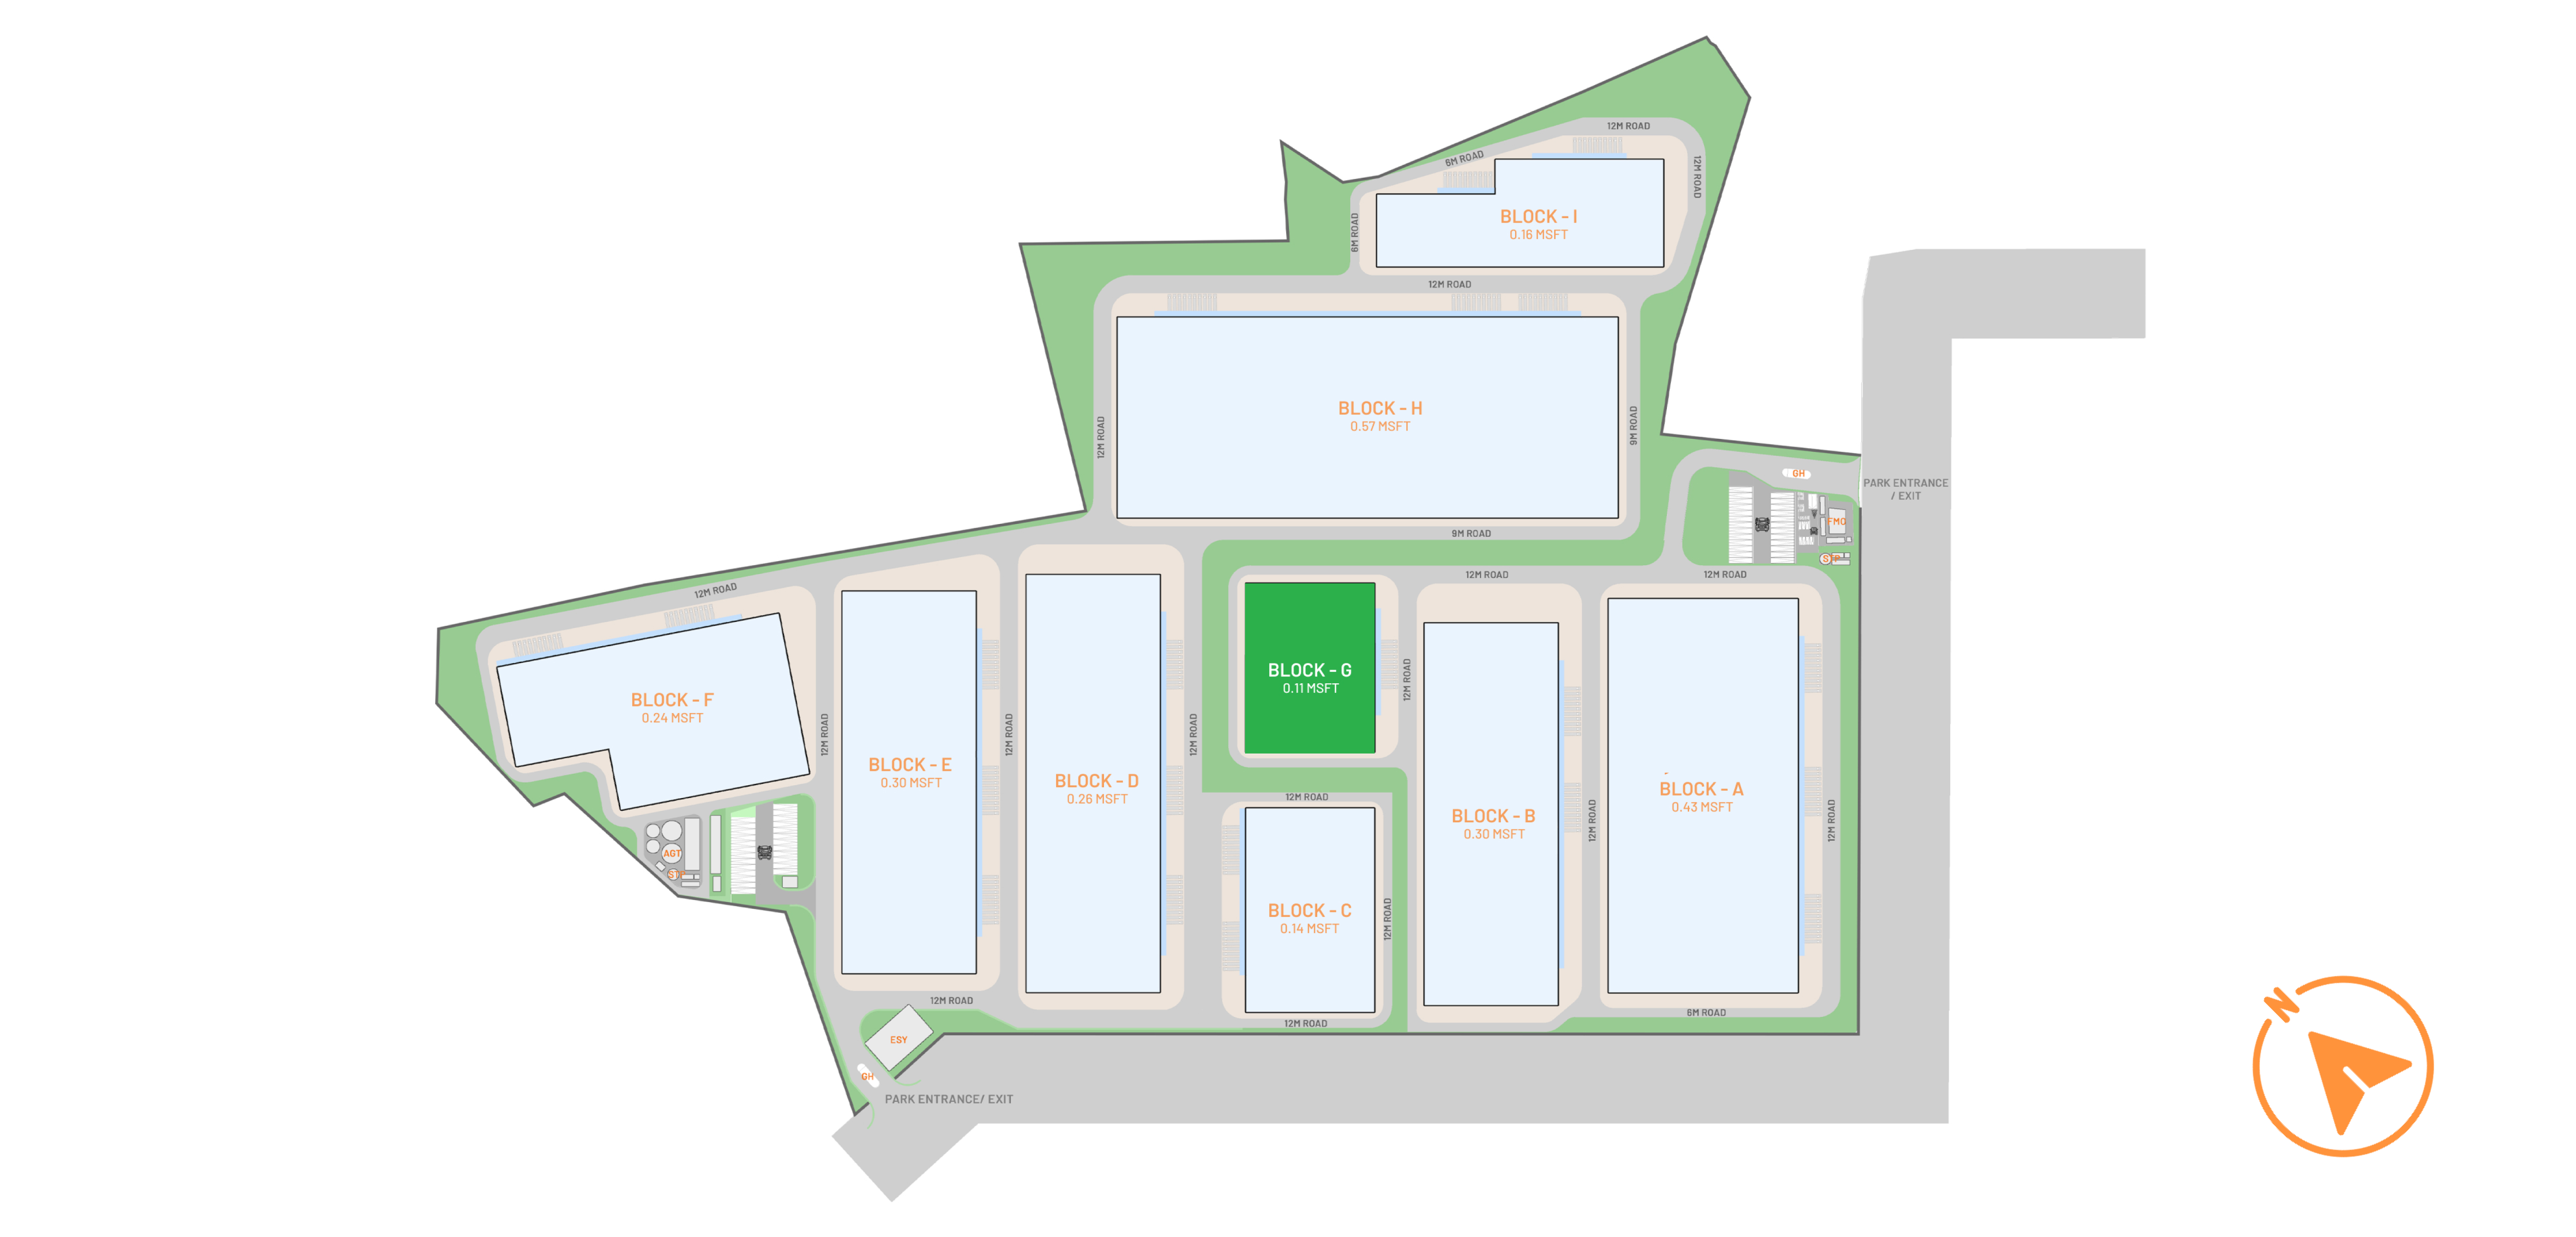 12M ROAD
6M ROAD
12M ROAD
6M ROAD
BLOCK - I
0.16 MSFT
12M ROAD
BLOCK - H
0.57 MSFT
12M ROAD
9M ROAD
9M ROAD
GH
PARK ENTRANCE
/ EXIT
FMO
STP
12M ROAD
12M ROAD
12M ROAD
BLOCK - F
0.24 MSFT
12M ROAD
BLOCK - E
0.30 MSFT
12M ROAD
BLOCK - D
0.26 MSFT
12M ROAD
BLOCK - G
0.11 MSFT
12M ROAD
12M ROAD
BLOCK - C
0.14 MSFT
12M ROAD
BLOCK - B
0.30 MSFT
12M ROAD
BLOCK - A
0.43 MSFT
12M ROAD
AGT
STP
12M ROAD
12M ROAD
6M ROAD
ESY
GH
PARK ENTRANCE/ EXIT
N